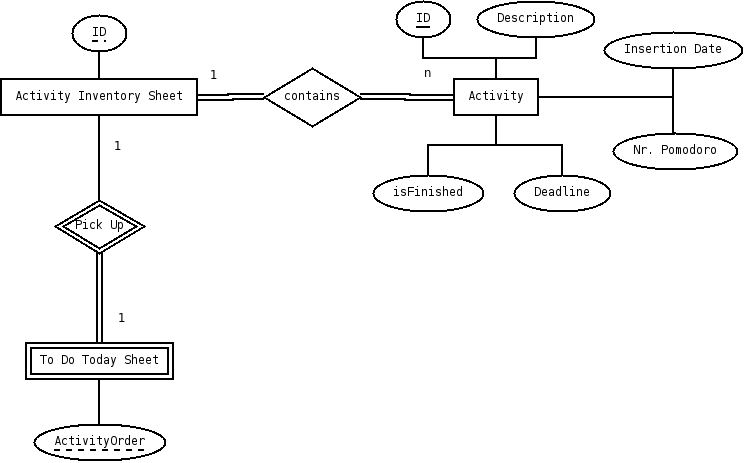 ID
Description
ID
Insertion Date
1
n
Activity Inventory Sheet
contains
Activity
1
Nr. Pomodoro
isFinished
Deadline
Pick Up
1
To Do Today Sheet
ActivityOrder